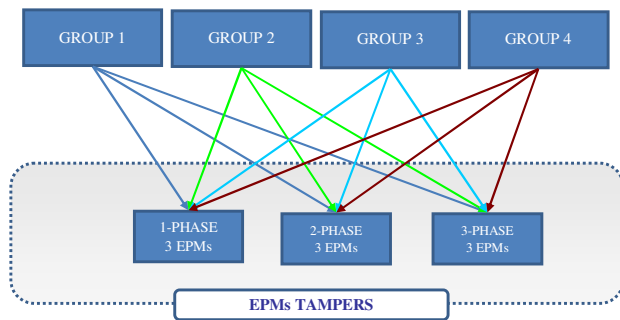 GROUP 1
GROUP 2
GROUP 3
GROUP 4
1-PHASE
3 EPMs
2-PHASE
3 EPMs
3-PHASE
3 EPMs
EPMs TAMPERS